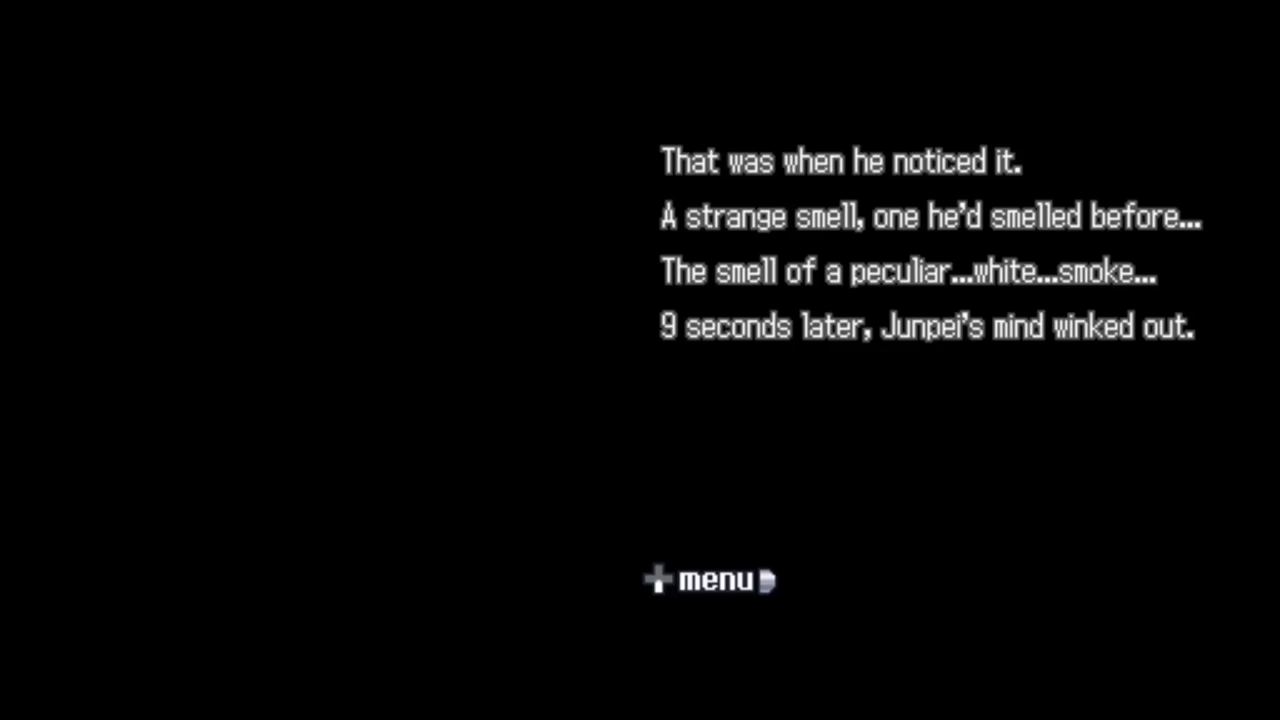 That was when he noticed it.
A strange smell, one he'd smelled before...
The smell of a peculiar...white...smoke...
9 seconds later, Junpei's mind winked out.
menu